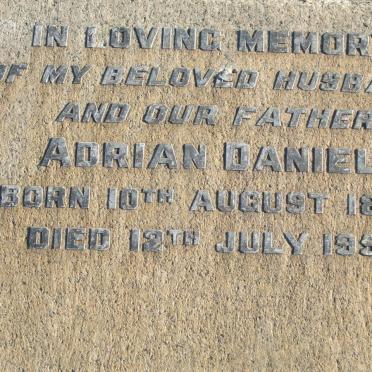 IN LOVING MEMOR
OF MY BELOVED HUSBA
AND OUR FATHER
ADRIAN DANIEL
BORN 10TH AUGUST 18
DIED 12TH JULY 193